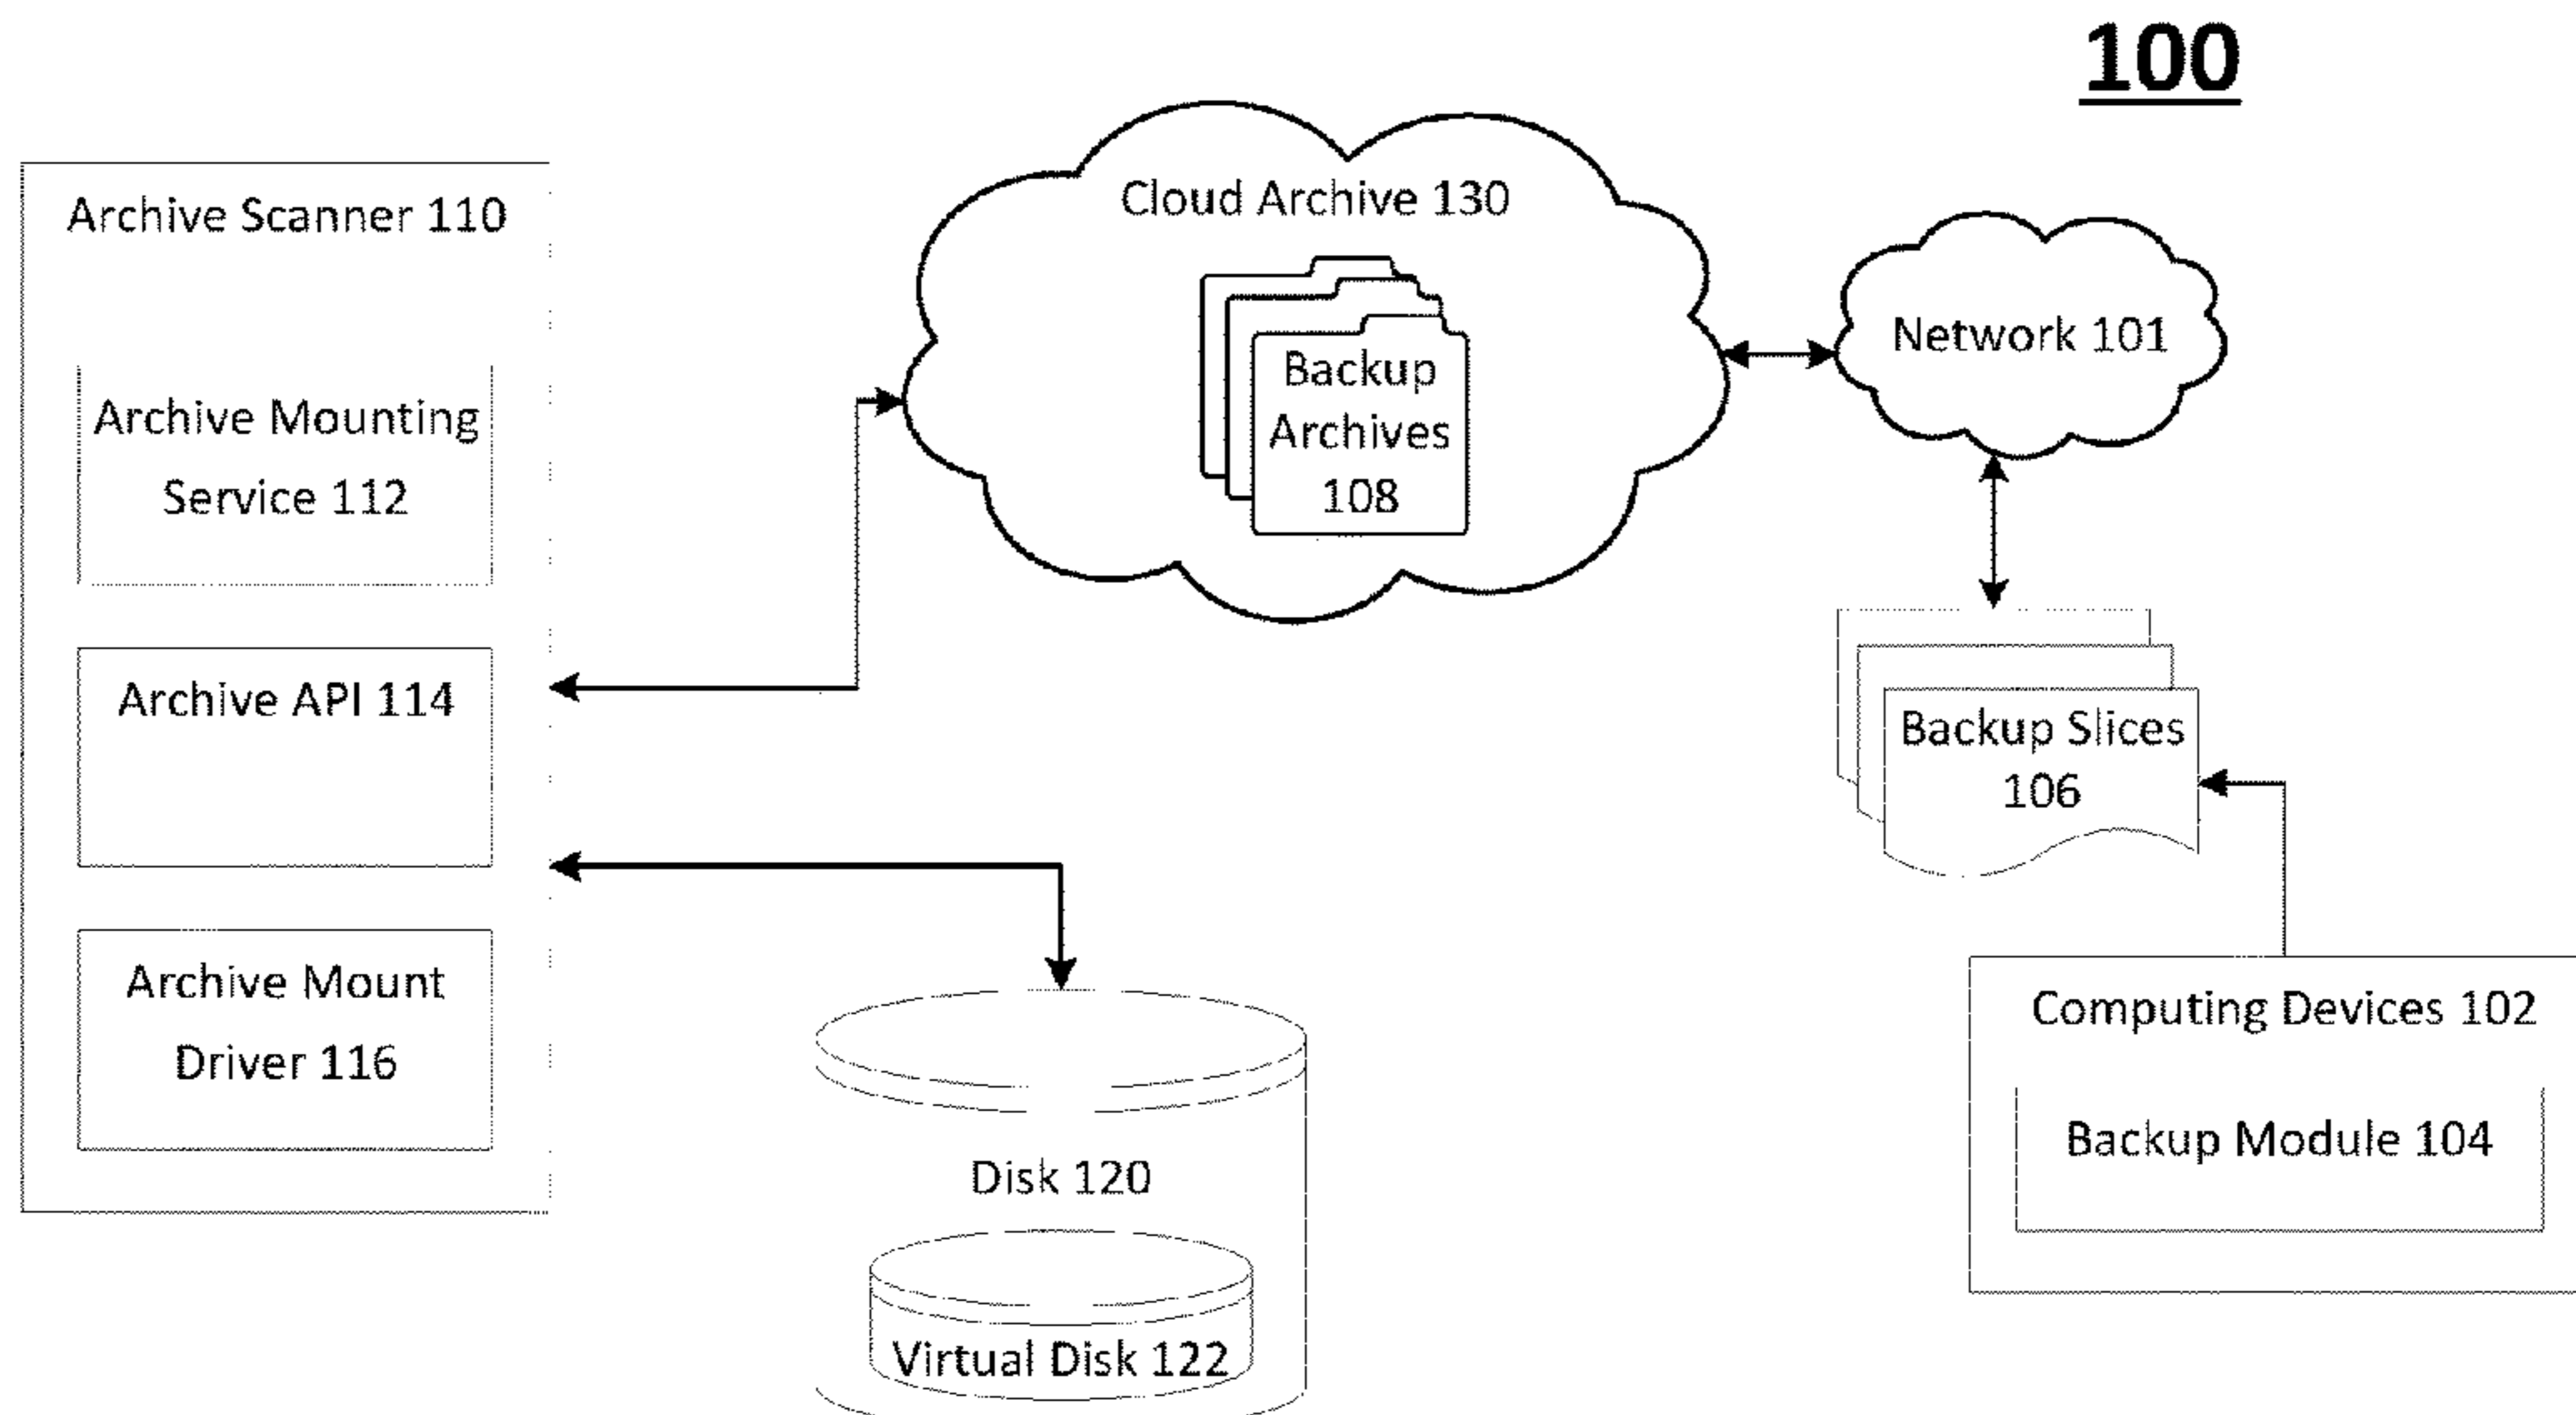 100
Archive Scanner 110
Archive Mounting
Service 112
Archive API 114
Archive Mount
Driver 116
Cloud Archive 130
Backup
Archives
108
Network 101
Backup Slices
106
Computing Devices 102
Backup Module 104
Disk 120
Virtual Disk 122